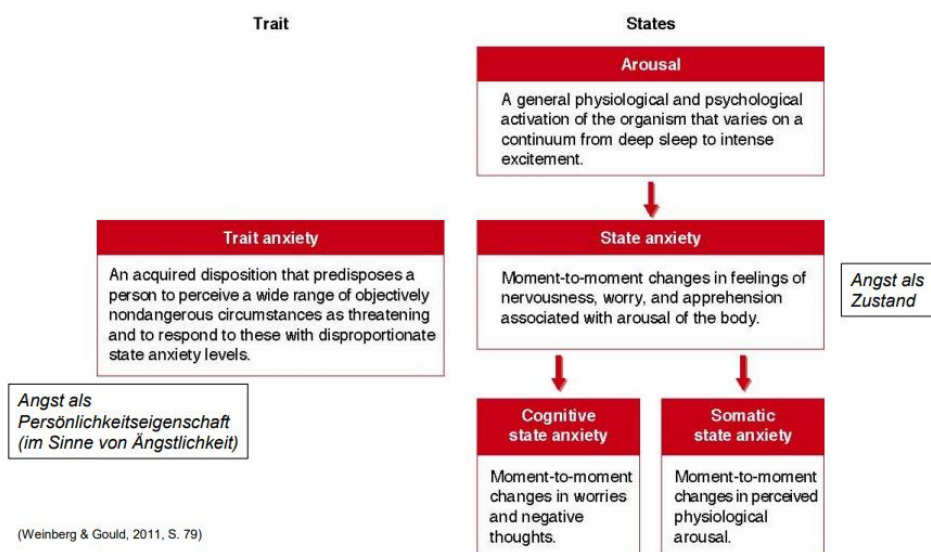 Trait
States
Arousal
A general physiological and psychological
activation of the organism that varies on a
continuum from deep sleep to intense
excitement.
Trait anxiety
An acquired disposition that predisposes a
person to perceive a wide range of objectively
nondangerous circumstances as threatening
and to respond to these with disproportionate
state anxiety levels.
State anxiety
Moment-to-moment changes in feelings of
nervousness, worry, and apprehension
associated with arousal of the body.
Angst als
Zustand
Angst als
Persönlichkeitseigenschaft
(im Sinne von Ängstlichkeit)
Cognitive
state anxiety
Moment-to-moment
changes in worries
and negative
thoughts.
Somatic
state anxiety
Moment-to-moment
changes in perceived
physiological
arousal.
(Weinberg & Gould, 2011, S. 79)